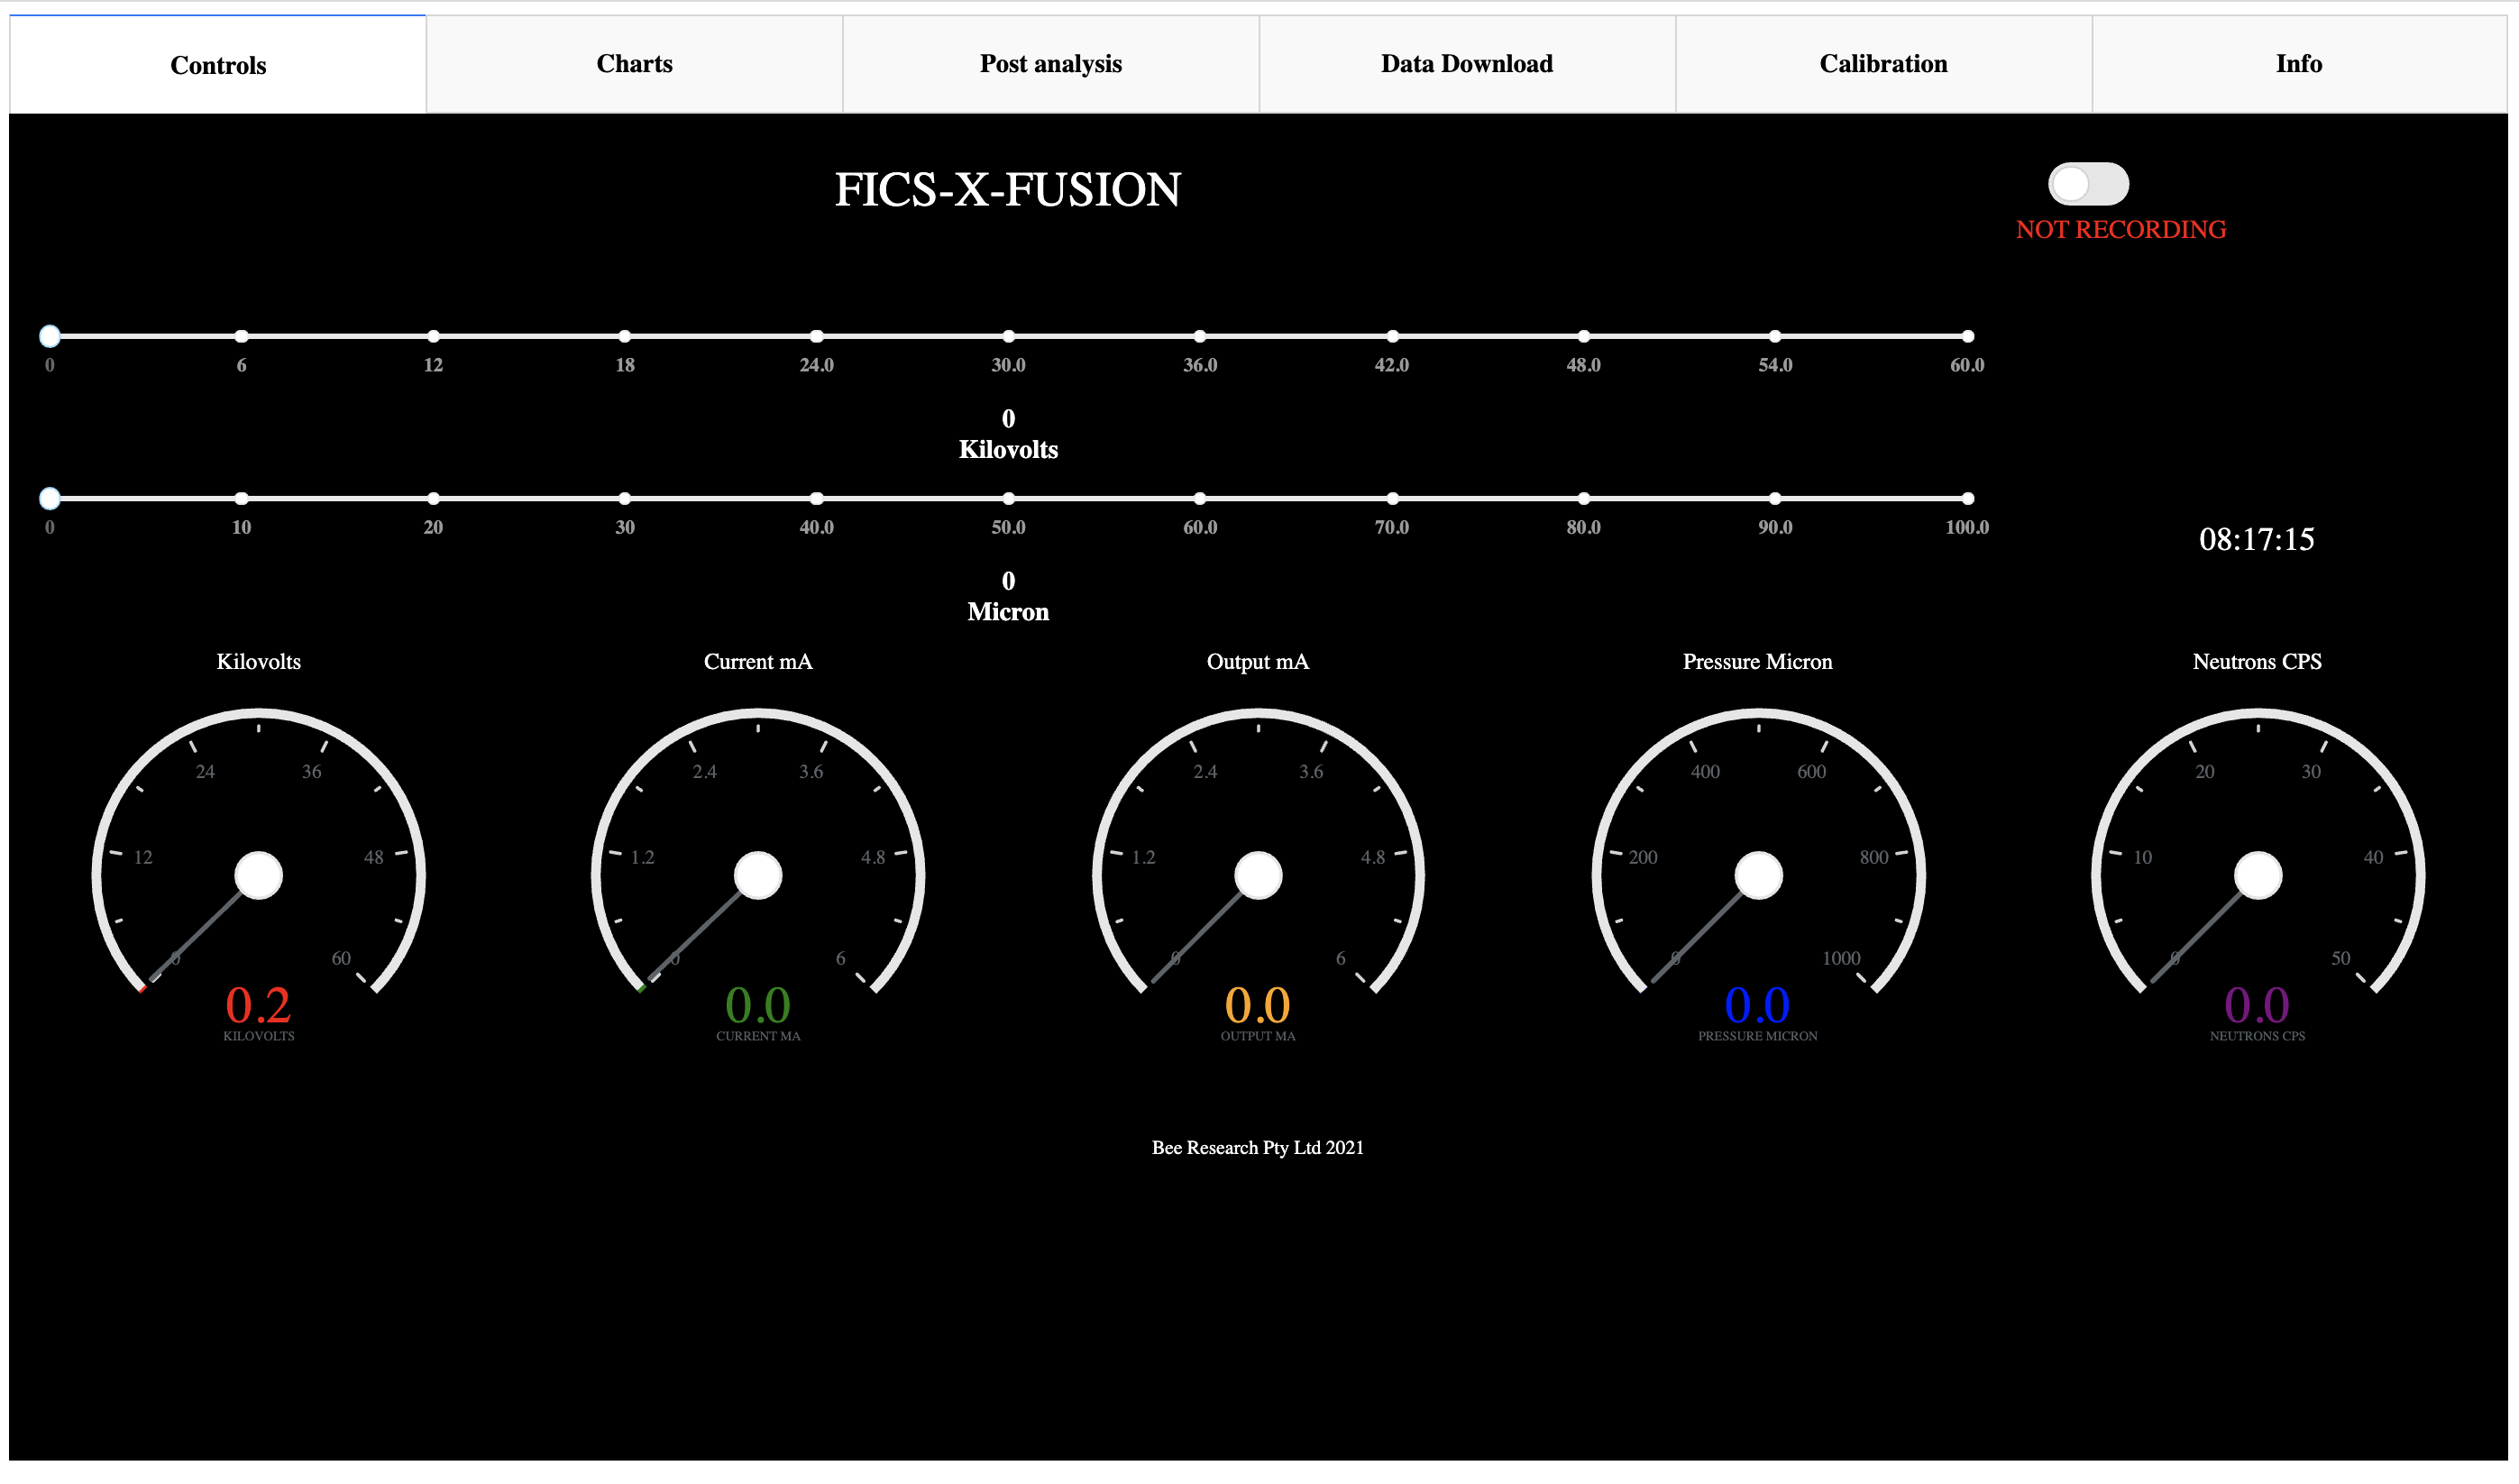 Controls Charts Post analysis Data Download Calibration Info
FICS-X-FUSION
NOT RECORDING
0 6 12 18 24.0 30.0 36.0 42.0 48.0 54.0 60.0
0
Kilovolts
0 10 20 30 40.0 50.0 60.0 70.0 80.0 90.0 100.0
08:17:15
0
Micron
Kilovolts Current mA Output mA Pressure Micron Neutrons CPS
24 36 2.4 3.6 2.4 3.6 400 600 20 30
12 48 1.2 4.8 1.2 4.8 200 800 10 40
0 60 0 6 0 6 0 1000 0 50
0.2 0.0 0.0 0.0 0.0
KILOVOLTS CURRENT MA OUTPUT MA PRESSURE MICRON NEUTRONS CPS
Bee Research Pty Ltd 2021